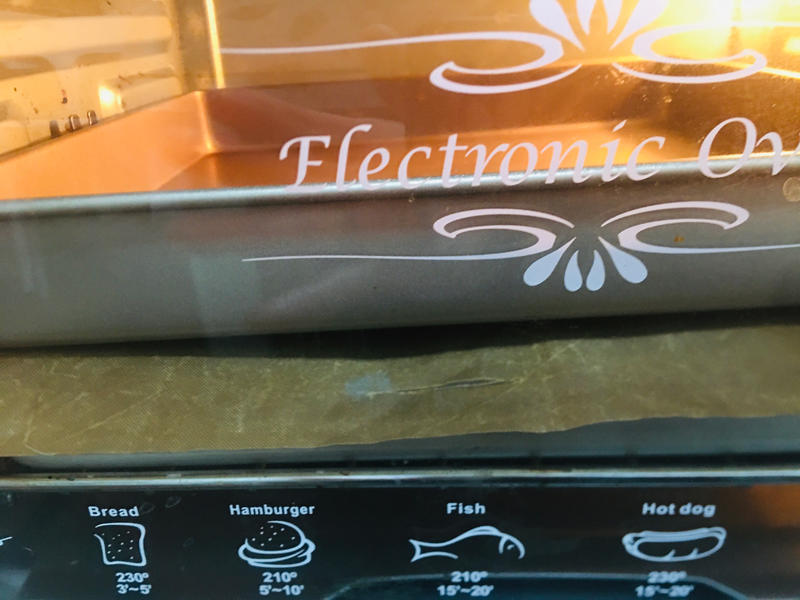 Electronic Ov
Bread
230°
3'~5'
Hamburger
210°
5'~10'
Fish
210°
15'~20'
Hot dog
230°
15'~20'